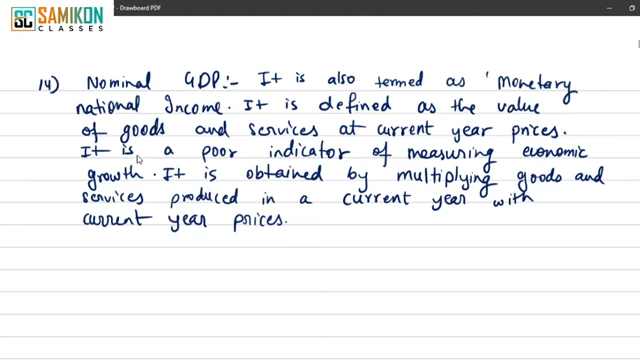 SC SAMIKON
CLASSES
- Drawboard PDF
14) Nominal GDP:- It is also termed as 'Monetary
national Income. It is defined as the value
of goods and services at current year prices.
It is a poor indicator of measuring economic
growth. It is obtained by multiplying goods and
services produced in a current year with
current year prices.